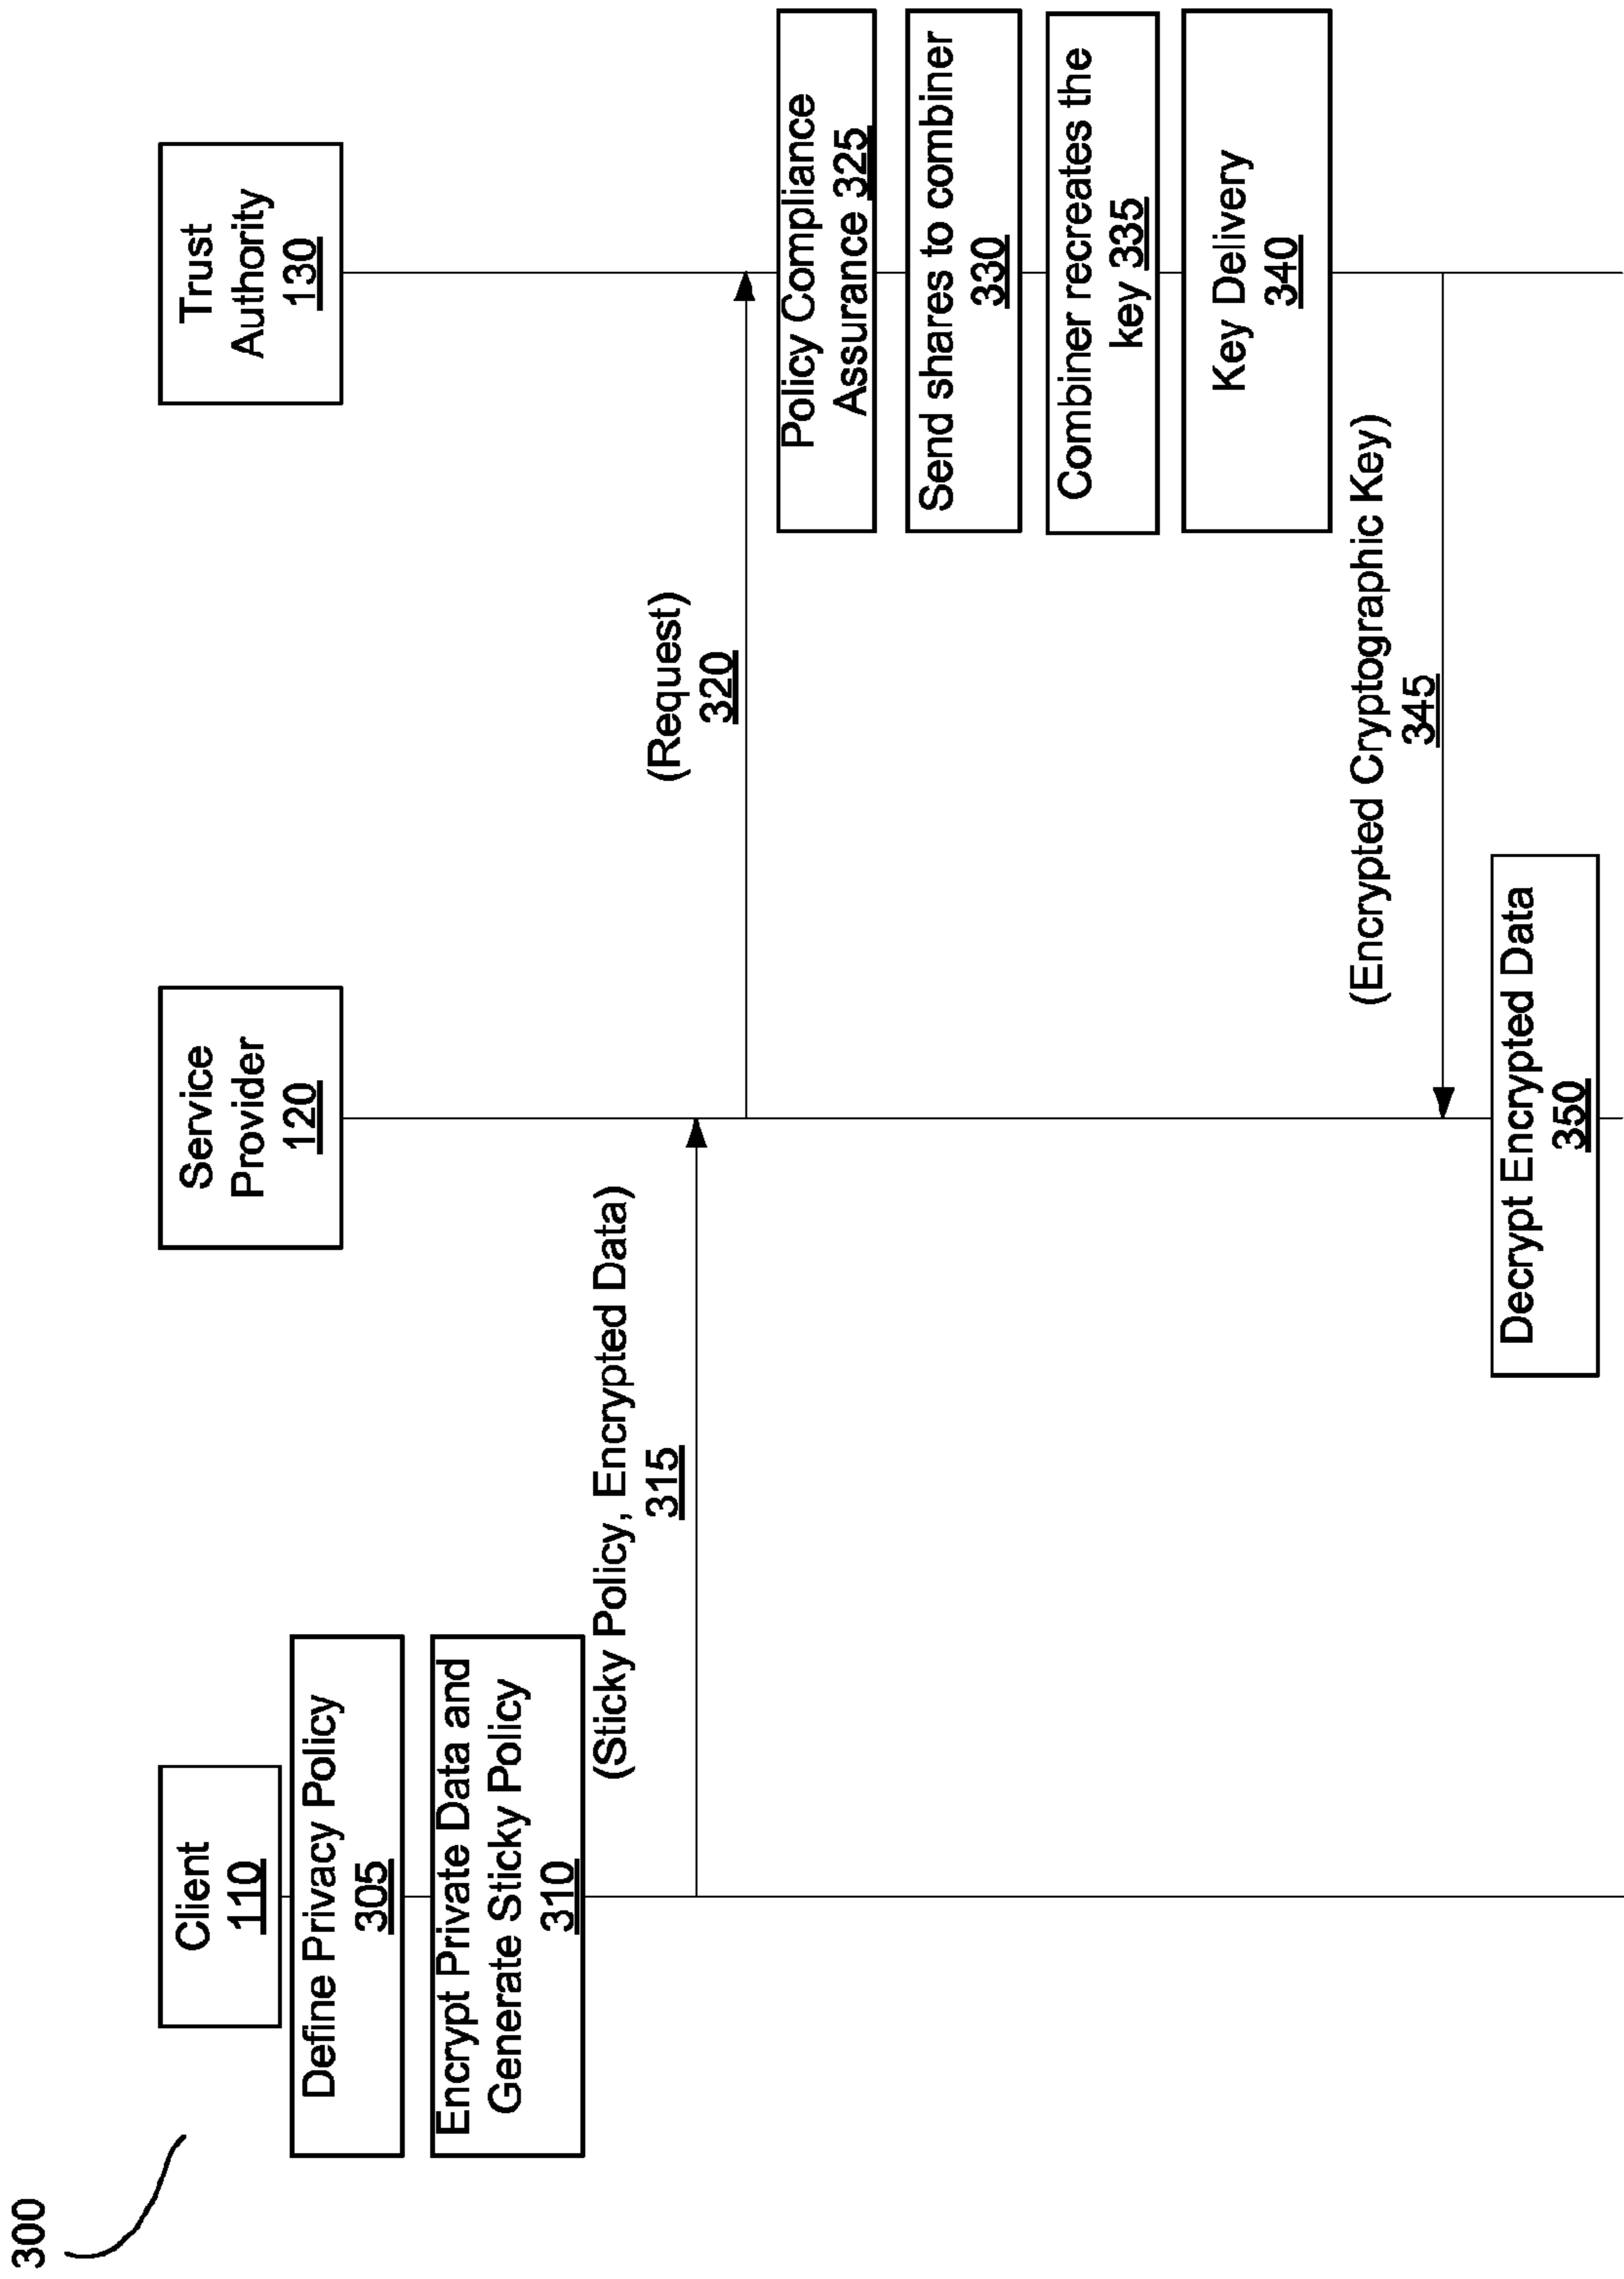 300
Client
110
Service
Provider
120
Trust
Authority
130
Define Privacy Policy
305
Encrypt Private Data and
Generate Sticky Policy
310
(Sticky Policy, Encrypted Data)
315
(Request)
320
Policy Compliance
Assurance 325
Send shares to combiner
330
Combiner recreates the
key 335
Key Delivery
340
(Encrypted Cryptographic Key)
345
Decrypt Encrypted Data
350